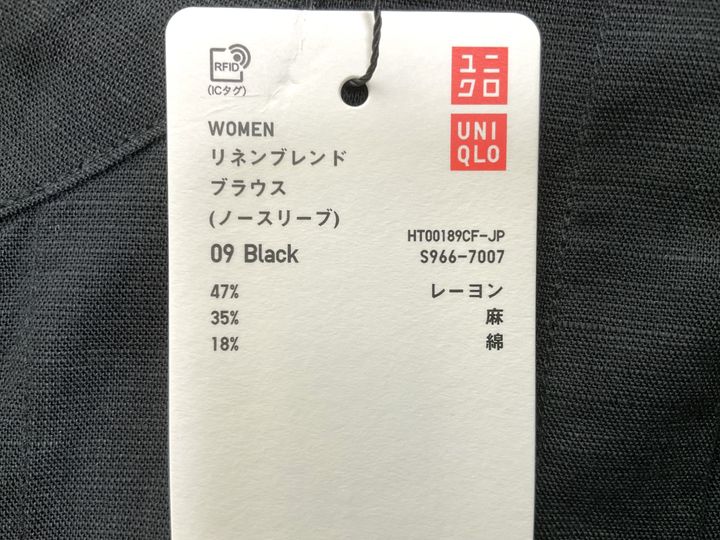 RFID
(ICタグ)
ユニ
クロ
UNI
QLO
WOMEN
リネンブレンド
ブラウス
(ノースリーブ)
09 Black
HT00189CF-JP
S966-7007
47% レーヨン
35% 麻
18% 綿